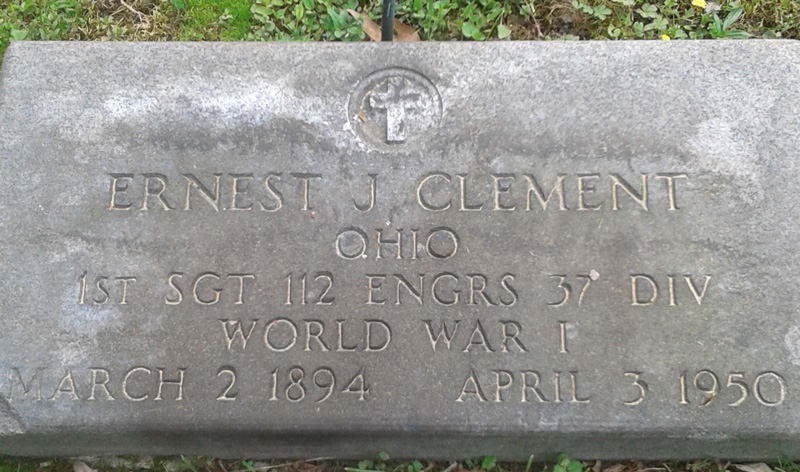 ERNEST J CLEMENT
OHIO
1ST SGT 112 ENGRS 37 DIV
WORLD WAR I
MARCH 2 1894 APRIL 3 1950